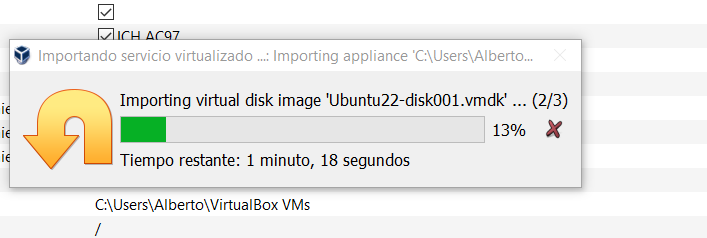 ICH AC97
Importando servicio virtualizado ...: Importing appliance 'C:\Users\Alberto...
Importing virtual disk image 'Ubuntu22-disk001.vmdk' ... (2/3)
13%
Tiempo restante: 1 minuto, 18 segundos
C:\Users\Alberto\VirtualBox VMs
/